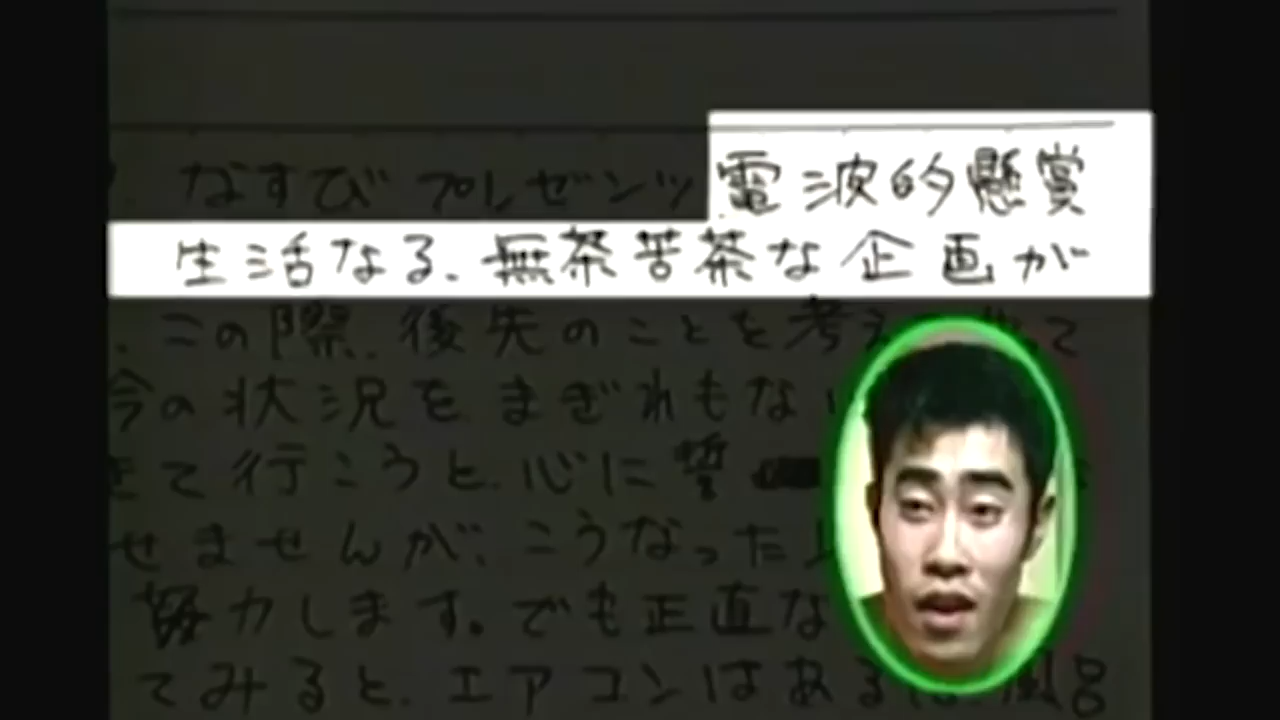 なすび プレゼンツ 電波的懸賞
生活なる、無茶苦茶な企画が
、この際、後先のことを考え て
今の状況をまぎれもな
きて行こうと、心に誓
せませんが、こうなった
努力します。でも正直な
てみると、エアコンはある 風呂